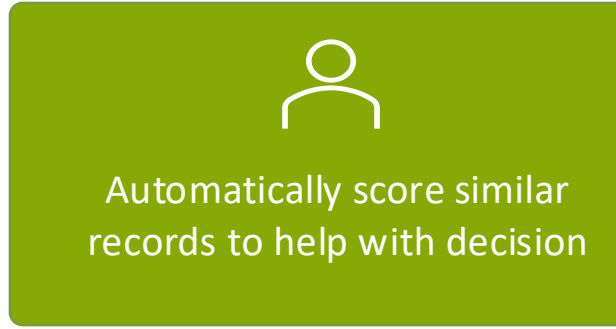 Automatically score similar
records to help with decision